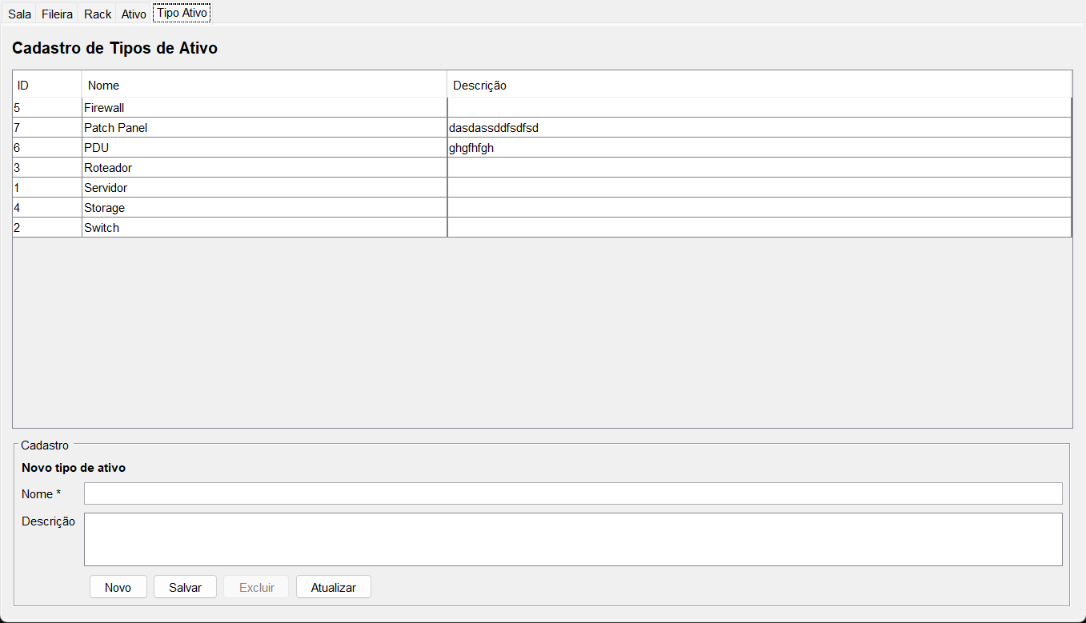 Sala Fileira Rack Ativo Tipo Ativo
Cadastro de Tipos de Ativo
ID Nome Descrição
5 Firewall
7 Patch Panel dasdassddfsdfsd
6 PDU ghgfhfgh
3 Roteador
1 Servidor
4 Storage
2 Switch
Cadastro
Novo tipo de ativo
Nome *
Descrição
Novo Salvar Excluir Atualizar